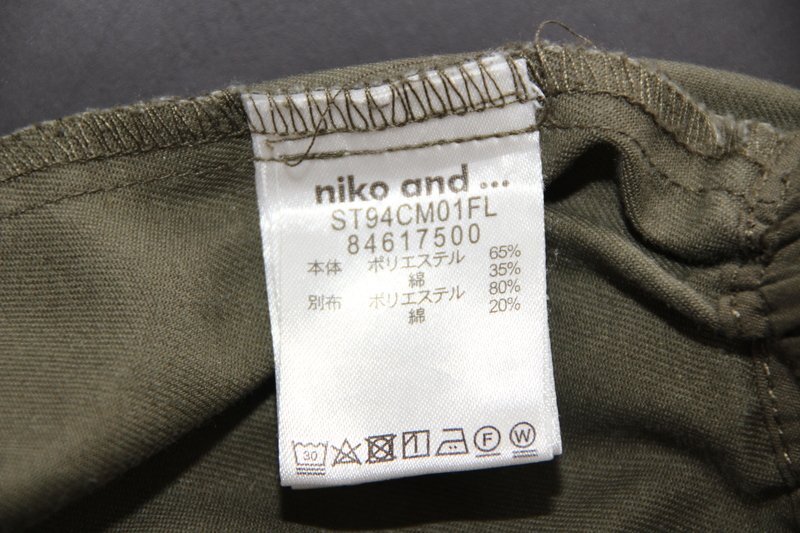 niko and ...
ST94CM01FL
84617500
本体 ポリエステル 65%
綿 35%
別布 ポリエステル 80%
綿 20%
30 F W